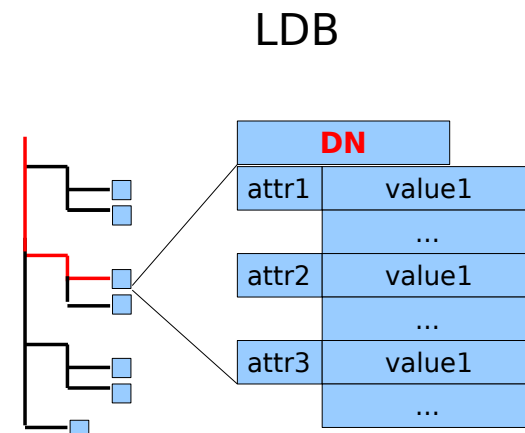 LDB
DN
attr1 value1
...
attr2 value1
...
attr3 value1
...